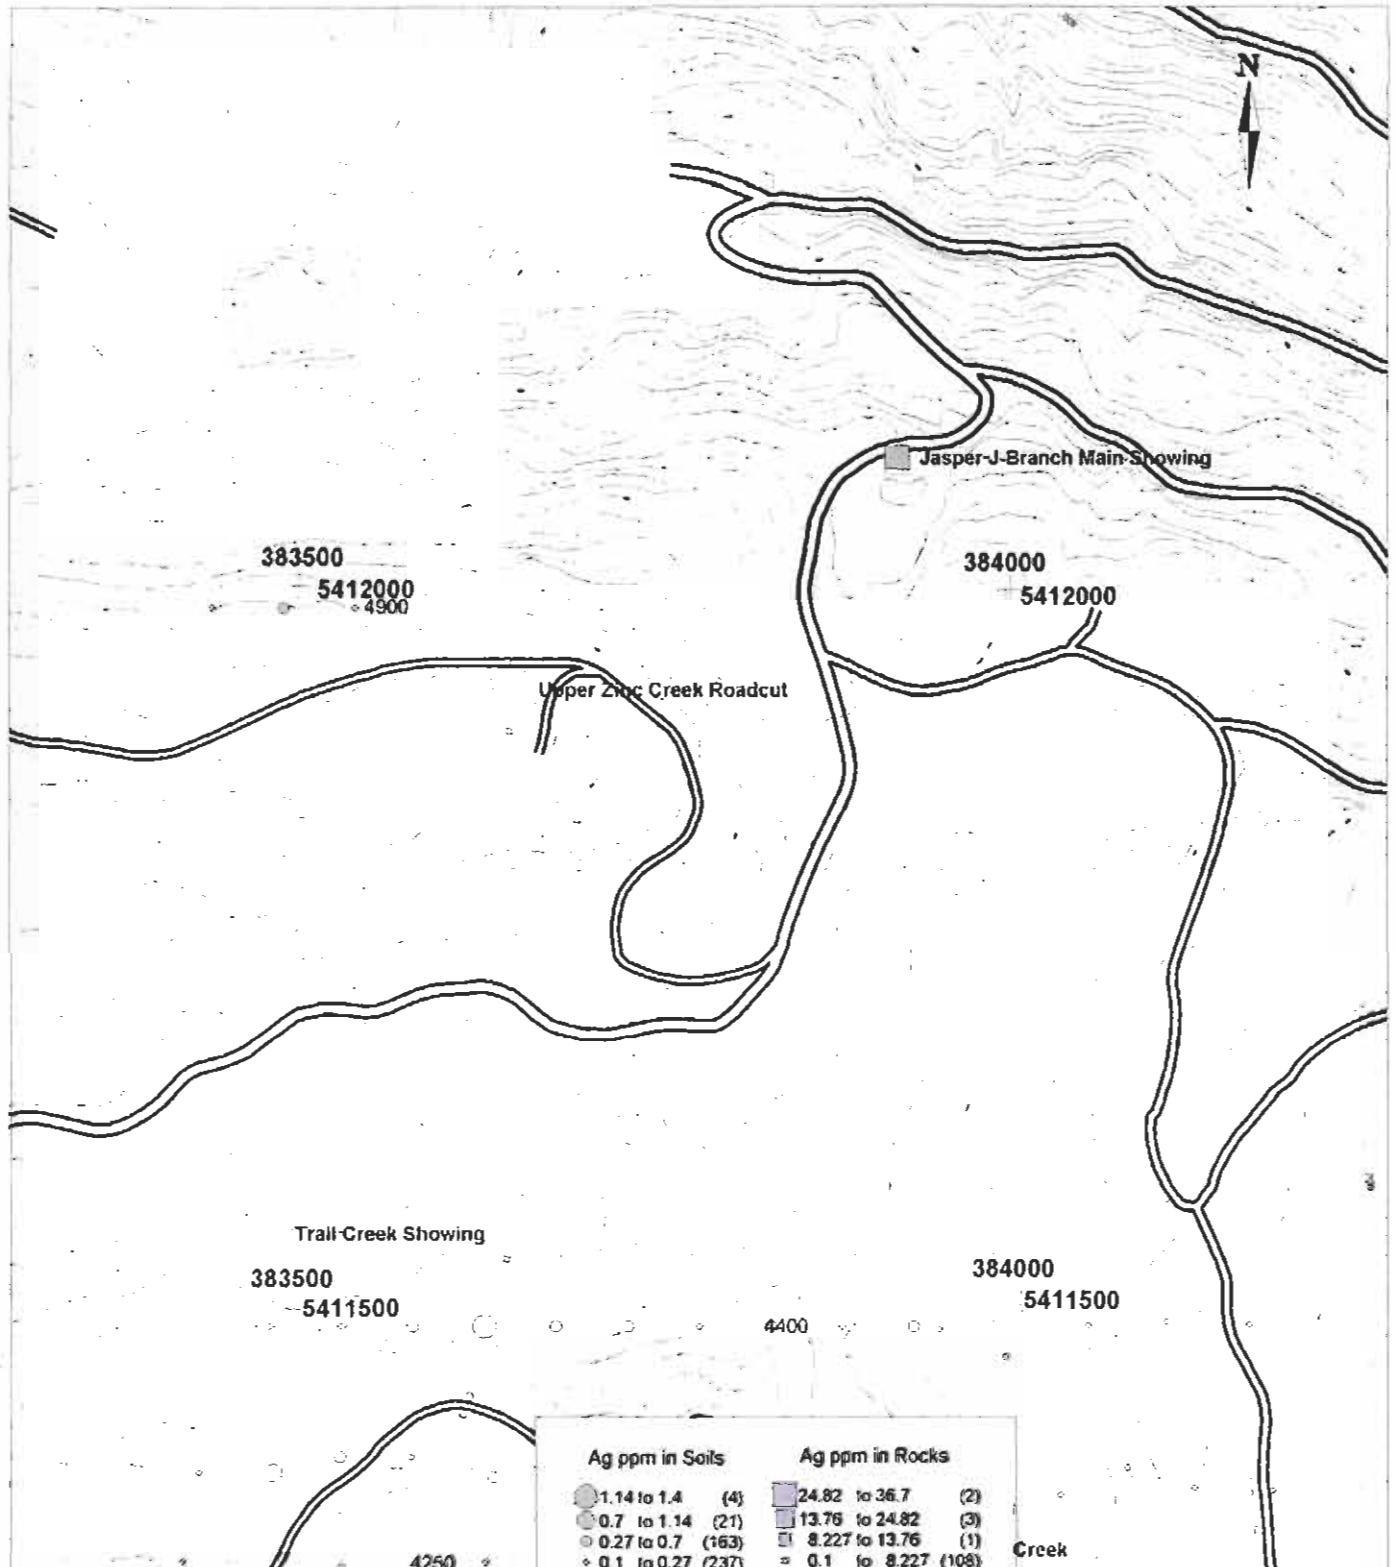 N
Jasper-J-Branch Main-Showing
383500
5412000
4900
384000
5412000
Upper Zinc Creek Roadcut
Trail-Creek Showing
383500
5411500
384000
5411500
4400
Ag ppm in Soils
1.14 to 1.4 (4)
0.7 to 1.14 (21)
0.27 to 0.7 (163)
0.1 to 0.27 (237)
Ag ppm in Rocks
24.82 to 36.7 (2)
13.76 to 24.82 (3)
8.227 to 13.76 (1)
0.1 to 8.227 (108)
Creek
4250